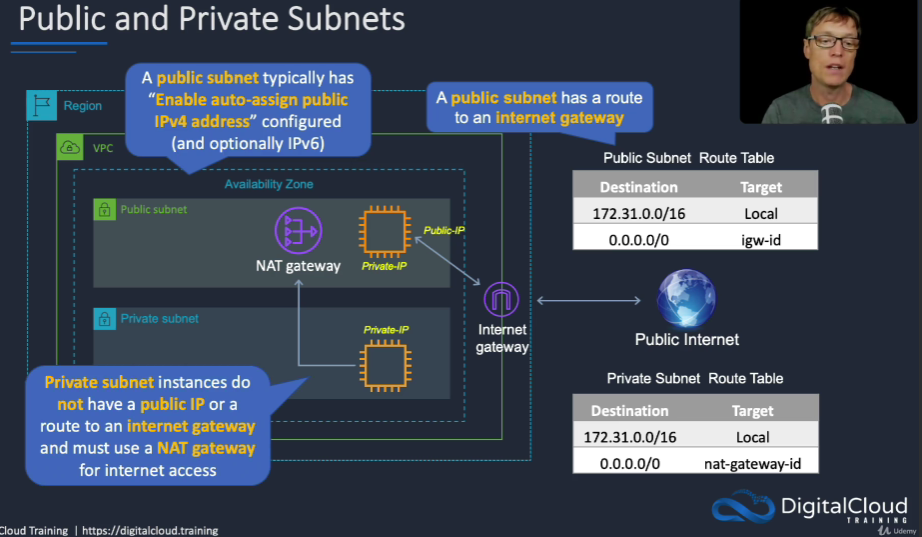 Public and Private Subnets
A public subnet typically has
“Enable auto-assign public
IPv4 address” configured
(and optionally IPv6)
A public subnet has a route
to an internet gateway
Region
VPC
Availability Zone
Public subnet
NAT gateway
Public-IP
Private-IP
Private subnet
Private-IP
Internet
gateway
Public Internet
Private subnet instances do
not have a public IP or a
route to an internet gateway
and must use a NAT gateway
for internet access
Public Subnet Route Table
Destination Target
172.31.0.0/16 Local
0.0.0.0/0 igw-id
Private Subnet Route Table
Destination Target
172.31.0.0/16 Local
0.0.0.0/0 nat-gateway-id
DigitalCloud
TRAINING
Cloud Training | https://digitalcloud.training
Udemy